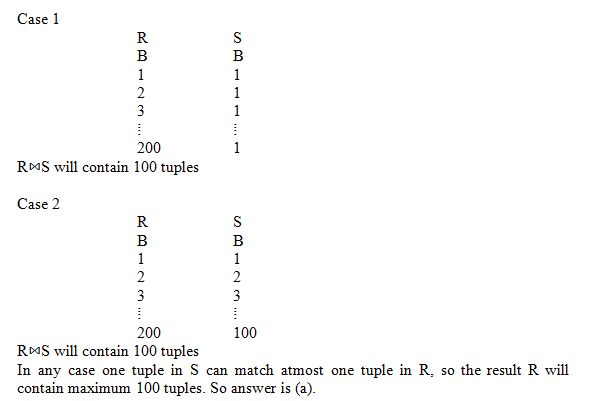 Case 1
R S
B B
1 1
2 1
3 1
⋮ ⋮
200 1
R⋈S will contain 100 tuples
Case 2
R S
B B
1 1
2 2
3 3
⋮ ⋮
200 100
R⋈S will contain 100 tuples
In any case one tuple in S can match atmost one tuple in R, so the result R will
contain maximum 100 tuples. So answer is (a).